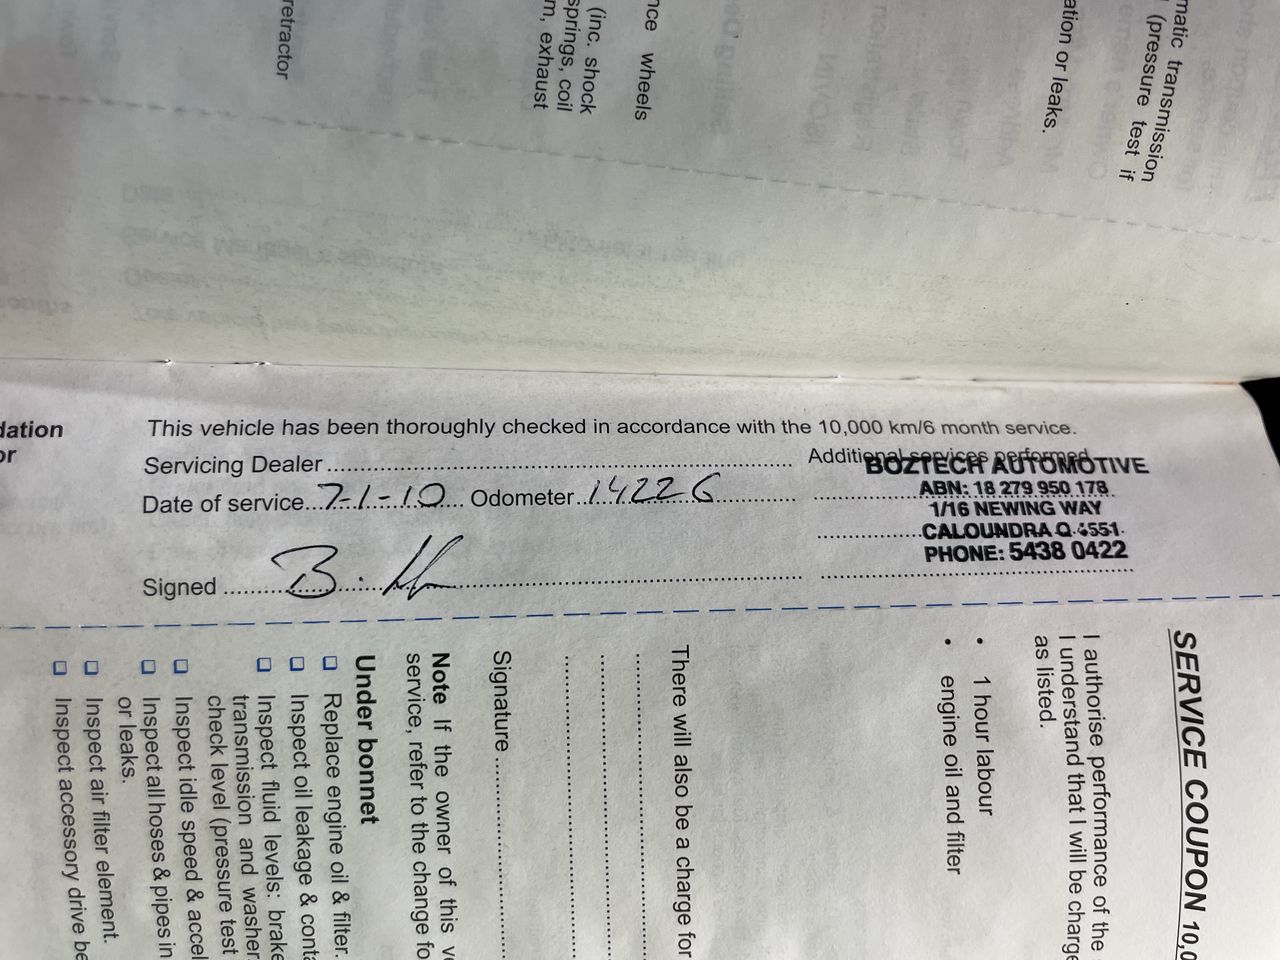 retractor
(inc. shock
springs, coil
m, exhaust
nce wheels
ation or leaks.
matic transmission
(pressure test if
dation
or
This vehicle has been thoroughly checked in accordance with the 10,000 km/6 month service.
Servicing Dealer
Additional services performed
Date of service 7-1-10 Odometer 14226
Signed
BOZTECH AUTOMOTIVE
ABN: 18 279 950 178
1/16 NEWING WAY
CALOUNDRA Q 4551
PHONE: 5438 0422
SERVICE COUPON 10,0
I authorise performance of the
I understand that I will be charge
as listed.
• 1 hour labour
• engine oil and filter
There will also be a charge for
Signature
Note If the owner of this v
service, refer to the change fo
Under bonnet
❑ Replace engine oil & filter.
❑ Inspect oil leakage & conta
❑ Inspect fluid levels: brake
transmission and washer
check level (pressure test
❑ Inspect idle speed & accel
❑ Inspect all hoses & pipes in
or leaks.
❑ Inspect air filter element.
❑ Inspect accessory drive be